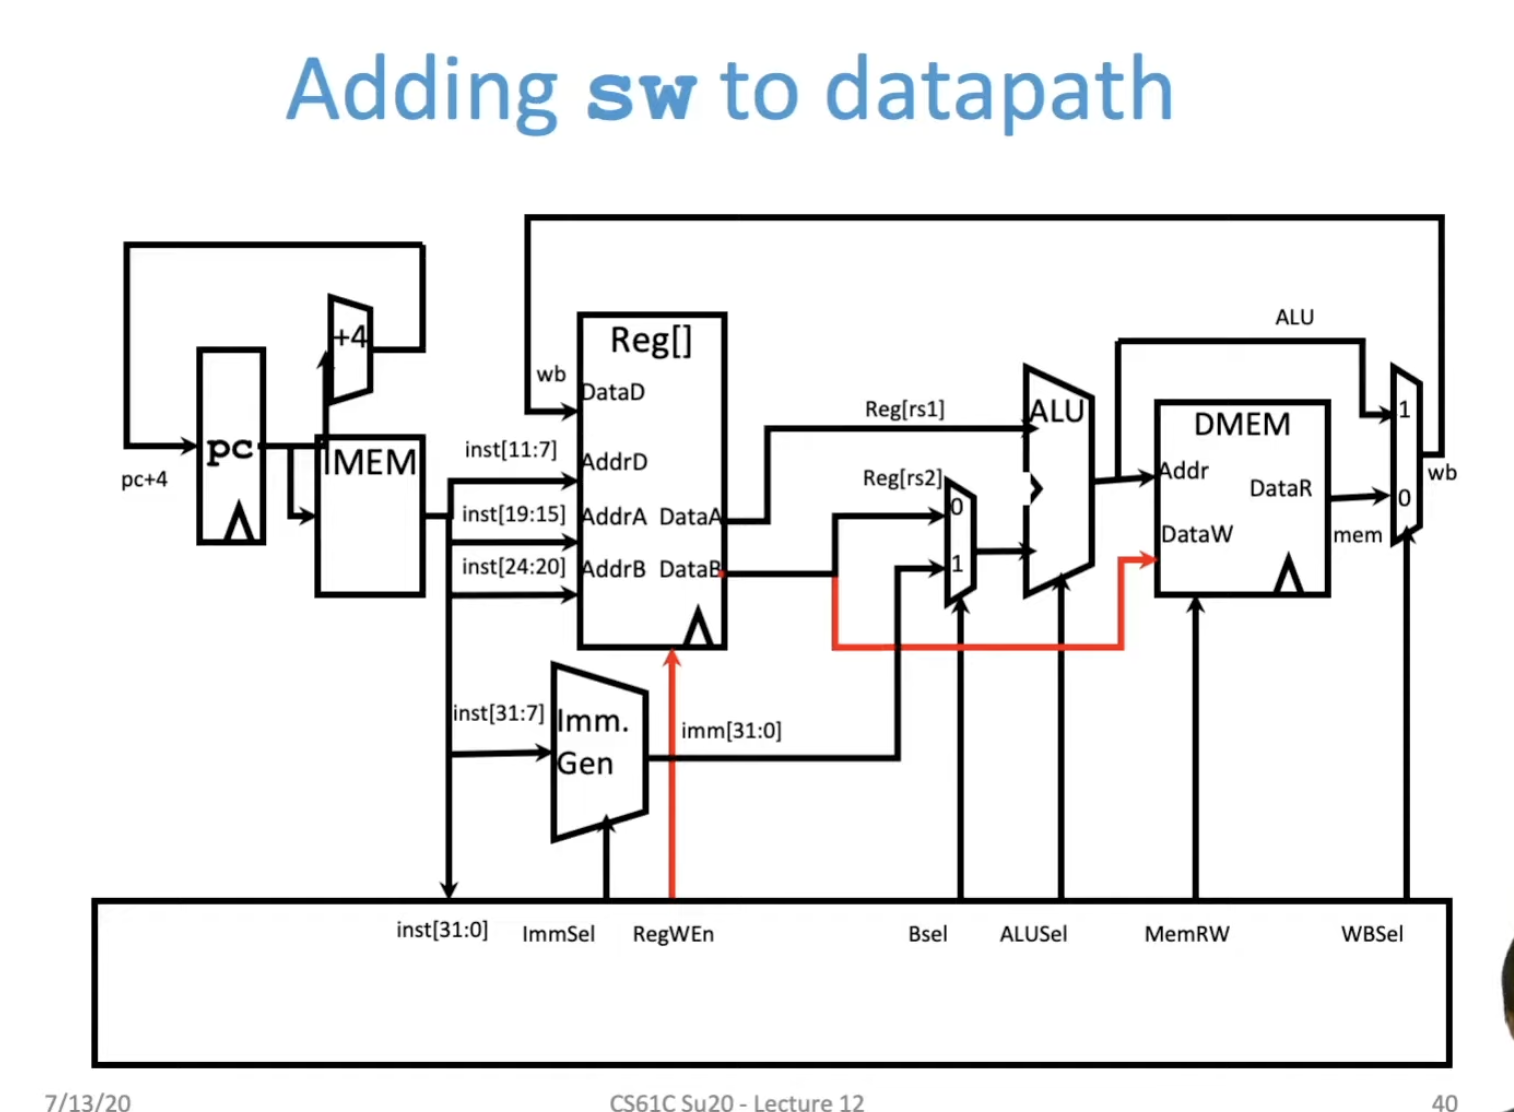 Adding sw to datapath
ALU
+4
Reg[]
wb
DataD
Reg[rs1]
ALU
DMEM
1
pc
IMEM
inst[11:7]
AddrD
pc+4
Reg[rs2]
Addr
wb
DataR
0
0
inst[19:15]
AddrA
DataA
DataW
mem
inst[24:20]
AddrB
DataB
1
inst[31:7]
Imm.
Gen
imm[31:0]
inst[31:0]
ImmSel
RegWEn
Bsel
ALUSel
MemRW
WBSel
7/13/20
CS61C Su20 - Lecture 12
40